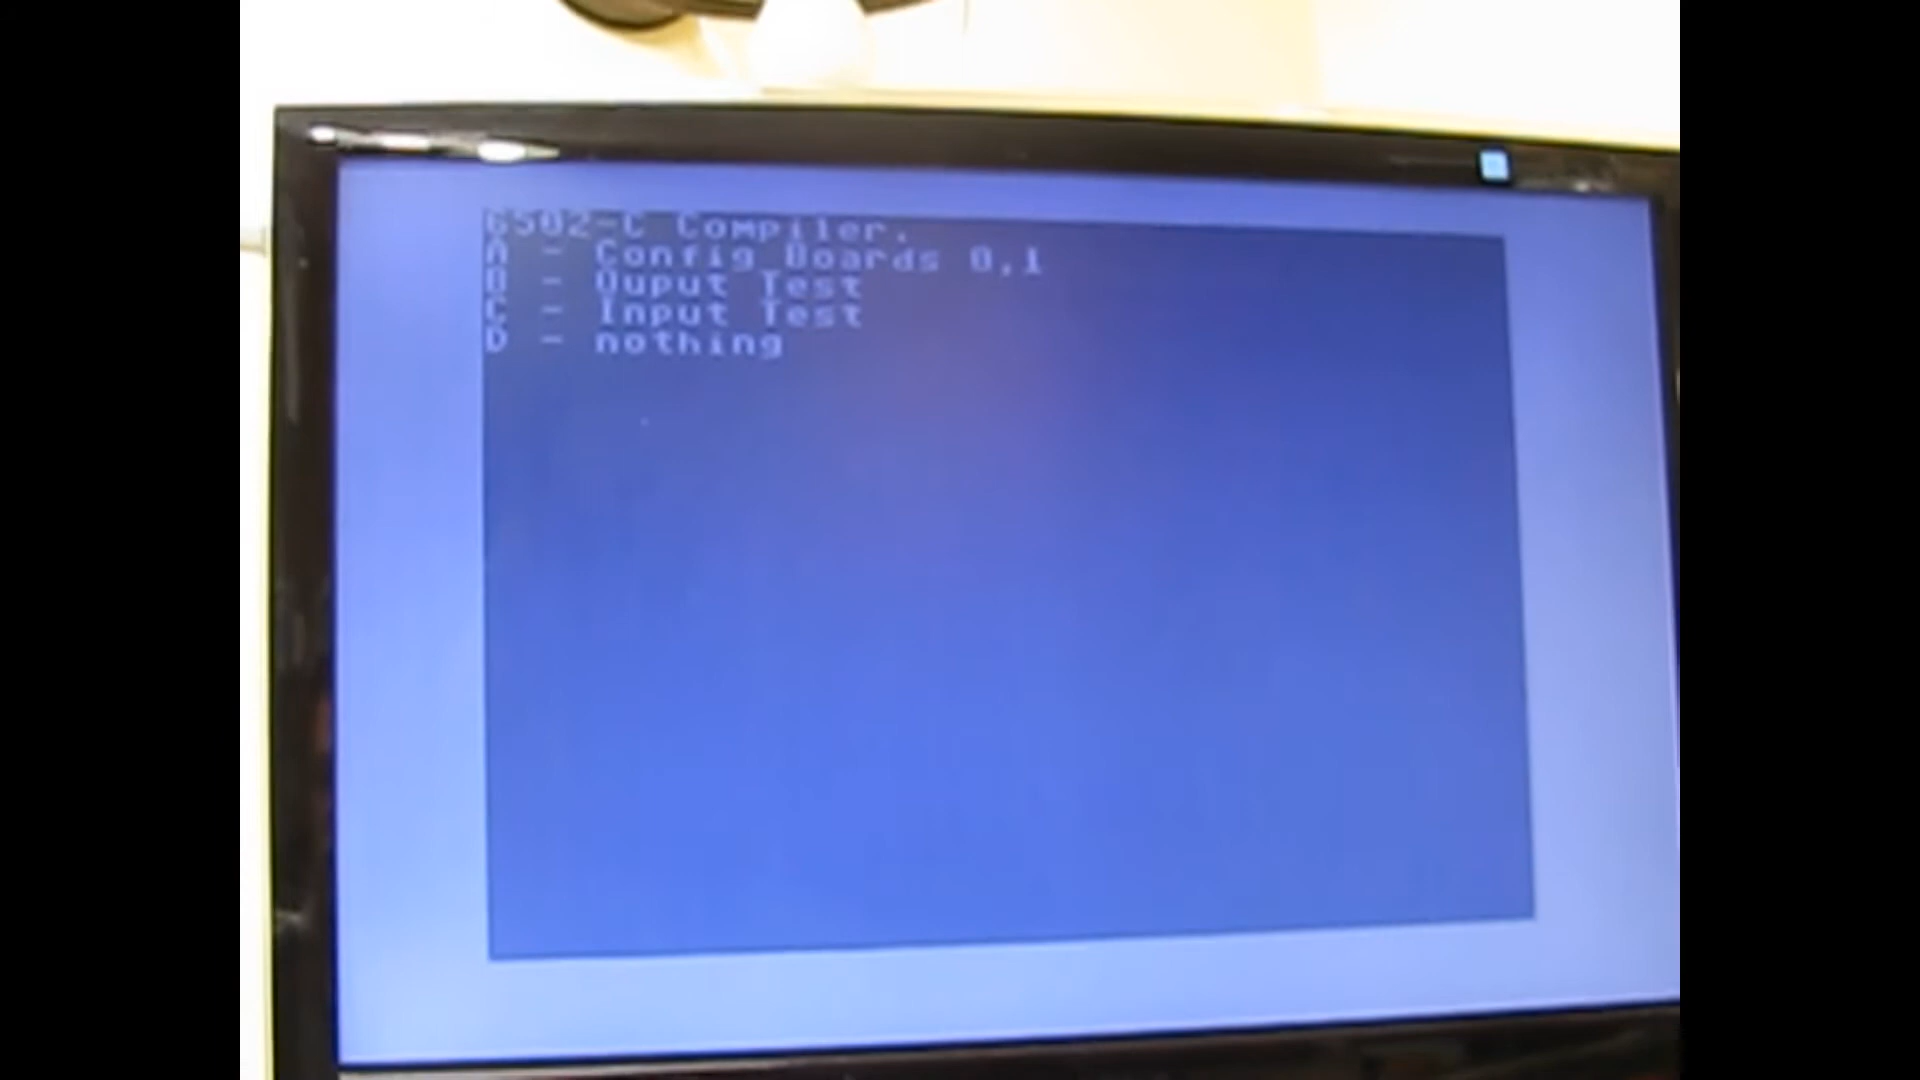 6502-C Compiler.
A - Config Boards 0,1
B - Ouput Test
C - Input Test
D - nothing